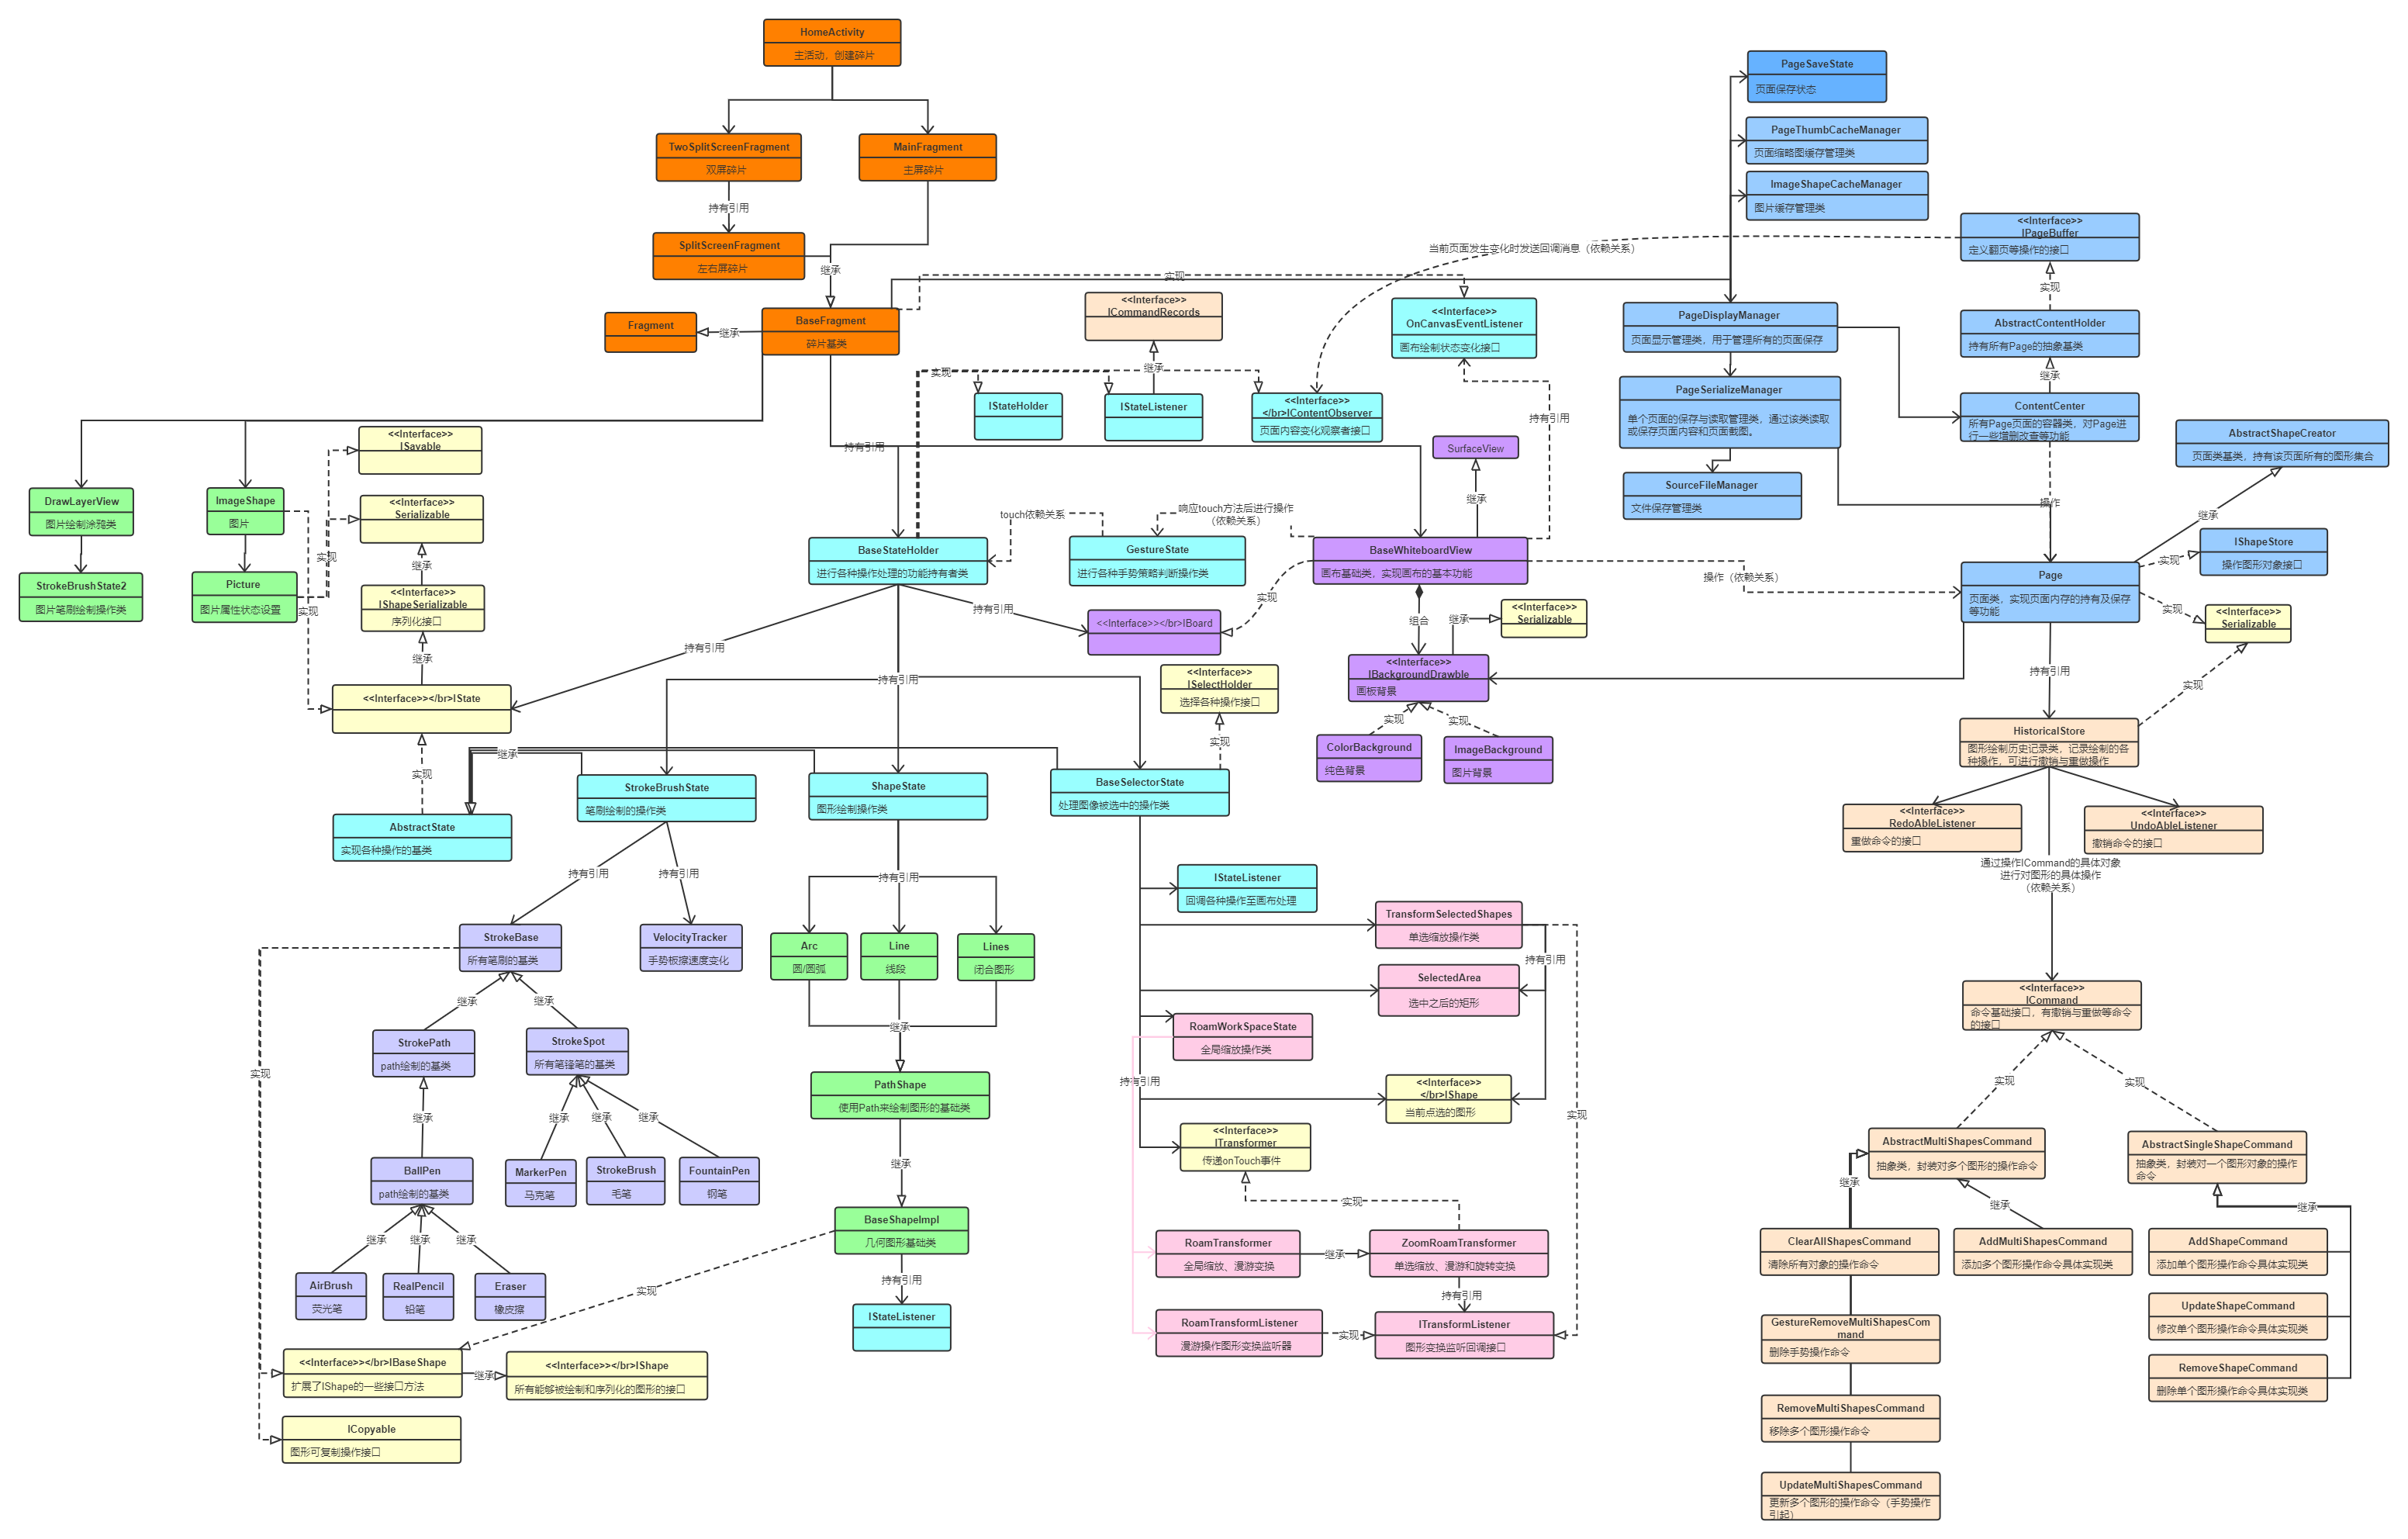 HomeActivity
主活动，创建碎片
TwoSplitScreenFragment
双屏碎片
MainFragment
主屏碎片
持有引用
SplitScreenFragment
左右屏碎片
继承
Fragment
继承
BaseFragment
碎片基类
实现
<<Interface>>
ICommandRecords
继承
<<Interface>>
OnCanvasEventListener
画布绘制状态变化接口
当前页面发生变化时发送回调消息（依赖关系）
PageSaveState
页面保存状态
PageThumbCacheManager
页面缩略图缓存管理类
ImageShapeCacheManager
图片缓存管理类
<<Interface>>
IPageBuffer
定义翻页等操作的接口
实现
PageDisplayManager
页面显示管理类，用于管理所有的页面保存
AbstractContentHolder
持有所有Page的抽象基类
继承
PageSerializeManager
单个页面的保存与读取管理类，通过该类读取
或保存页面内容和页面截图。
ContentCenter
所有Page页面的容器类，对Page进
行一些增删改查等功能
SourceFileManager
文件保存管理类
操作
AbstractShapeCreator
页面类基类，持有该页面所有的图形集合
继承
实现
IShapeStore
操作图形对象接口
Page
页面类，实现页面内存的持有及保存
等功能
实现
<<Interface>>
Serializable
实现
持有引用
实现
IStateHolder
IStateListener
<<Interface>>
</br>IContentObserver
页面内容变化观察者接口
持有引用
持有引用
SurfaceView
继承
<<Interface>>
ISavable
<<Interface>>
Serializable
继承
<<Interface>>
IShapeSerializable
序列化接口
继承
DrawLayerView
图片绘制涂鸦类
StrokeBrushState2
图片笔刷绘制操作类
ImageShape
图片
Picture
图片属性状态设置
实现
实现
<<Interface>></br>IState
实现
AbstractState
实现各种操作的基类
BaseStateHolder
进行各种操作处理的功能持有者类
touch依赖关系
GestureState
进行各种手势策略判断操作类
响应touch方法后进行操作
（依赖关系）
BaseWhiteboardView
画布基础类，实现画布的基本功能
操作（依赖关系）
持有引用
持有引用
<<Interface>></br>IBoard
实现
组合
继承
<<Interface>>
Serializable
<<Interface>>
IBackgroundDrawble
画板背景
实现
实现
ColorBackground
纯色背景
ImageBackground
图片背景
持有引用
<<Interface>>
ISelectHolder
选择各种操作接口
实现
继承
StrokeBrushState
笔刷绘制的操作类
ShapeState
图形绘制操作类
BaseSelectorState
处理图像被选中的操作类
HistoricalStore
图形绘制历史记录类，记录绘制的各
种操作，可进行撤销与重做操作
<<Interface>>
RedoAbleListener
重做命令的接口
<<Interface>>
UndoAbleListener
撤销命令的接口
通过操作ICommand的具体对象
进行对图形的具体操作
（依赖关系）
<<Interface>>
ICommand
命令基础接口，有撤销与重做等命令
的接口
实现
实现
AbstractMultiShapesCommand
抽象类，封装对多个图形的操作命令
AbstractSingleShapeCommand
抽象类，封装对一个图形对象的操作
命令
继承
继承
继承
ClearAllShapesCommand
清除所有对象的操作命令
AddMultiShapesCommand
添加多个图形操作命令具体实现类
AddShapeCommand
添加单个图形操作命令具体实现类
GestureRemoveMultiShapesCom
mand
删除手势操作命令
UpdateShapeCommand
修改单个图形操作命令具体实现类
RemoveMultiShapesCommand
移除多个图形操作命令
RemoveShapeCommand
删除单个图形操作命令具体实现类
UpdateMultiShapesCommand
更新多个图形的操作命令（手势操作
引起）
持有引用
持有引用
StrokeBase
所有笔刷的基类
VelocityTracker
手势板擦速度变化
继承
继承
StrokePath
path绘制的基类
StrokeSpot
所有笔锋笔的基类
继承
继承
继承
继承
BallPen
path绘制的基类
MarkerPen
马克笔
StrokeBrush
毛笔
FountainPen
钢笔
继承
继承
继承
AirBrush
荧光笔
RealPencil
铅笔
Eraser
橡皮擦
实现
<<Interface>></br>IBaseShape
扩展了IShape的一些接口方法
继承
<<Interface>></br>IShape
所有能够被绘制和序列化的图形的接口
ICopyable
图形可复制操作接口
持有引用
Arc
圆/圆弧
Line
线段
Lines
闭合图形
继承
PathShape
使用Path来绘制图形的基础类
继承
BaseShapeImpl
几何图形基础类
实现
持有引用
IStateListener
IStateListener
回调各种操作至画布处理
TransformSelectedShapes
单选缩放操作类
持有引用
SelectedArea
选中之后的矩形
RoamWorkSpaceState
全局缩放操作类
持有引用
<<Interface>>
</br>IShape
当前点选的图形
实现
<<Interface>>
ITransformer
传递onTouch事件
实现
RoamTransformer
全局缩放、漫游变换
继承
ZoomRoamTransformer
单选缩放、漫游和旋转变换
持有引用
RoamTransformListener
漫游操作图形变换监听器
实现
ITransformListener
图形变换监听回调接口